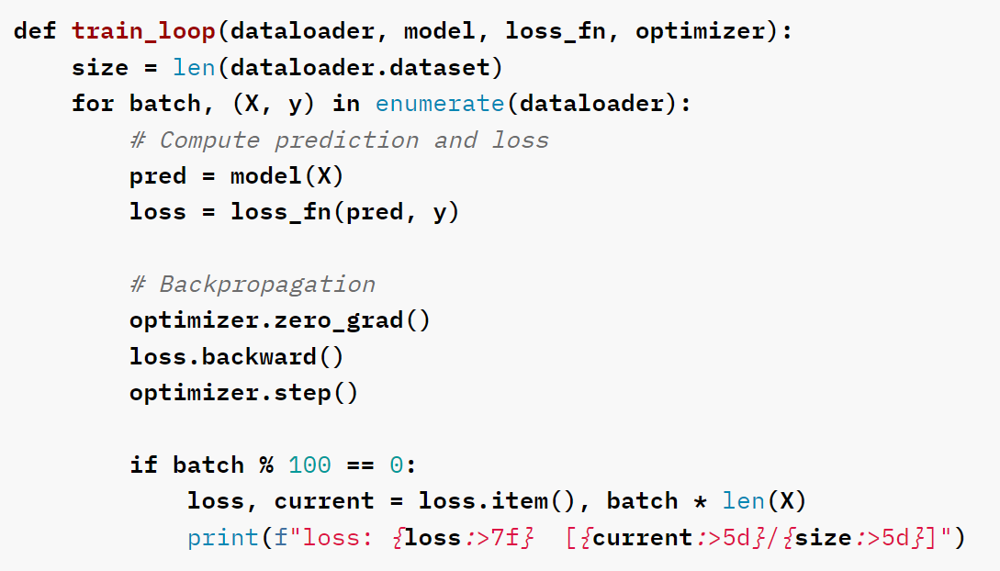 def train_loop(dataloader, model, loss_fn, optimizer):
    size = len(dataloader.dataset)
    for batch, (X, y) in enumerate(dataloader):
        # Compute prediction and loss
        pred = model(X)
        loss = loss_fn(pred, y)

        # Backpropagation
        optimizer.zero_grad()
        loss.backward()
        optimizer.step()

        if batch % 100 == 0:
            loss, current = loss.item(), batch * len(X)
            print(f"loss: {loss:>7f}  [{current:>5d}/{size:>5d}]")